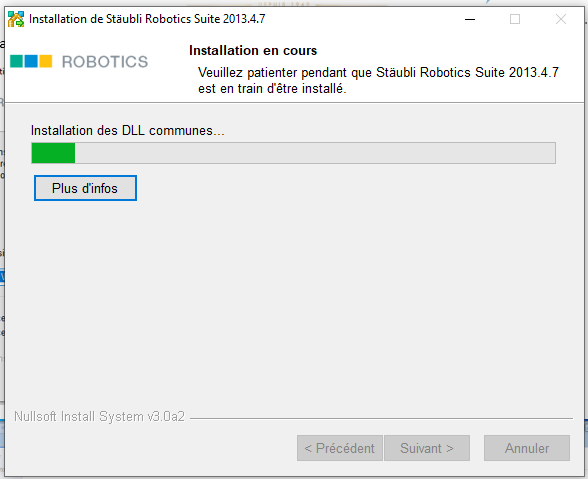 Installation de Stäubli Robotics Suite 2013.4.7
Installation en cours
ROBOTICS
Veuillez patienter pendant que Stäubli Robotics Suite 2013.4.7
est en train d'être installé.
Installation des DLL communes...
Plus d'infos
Nullsoft Install System v3.0a2
< Précédent
Suivant >
Annuler